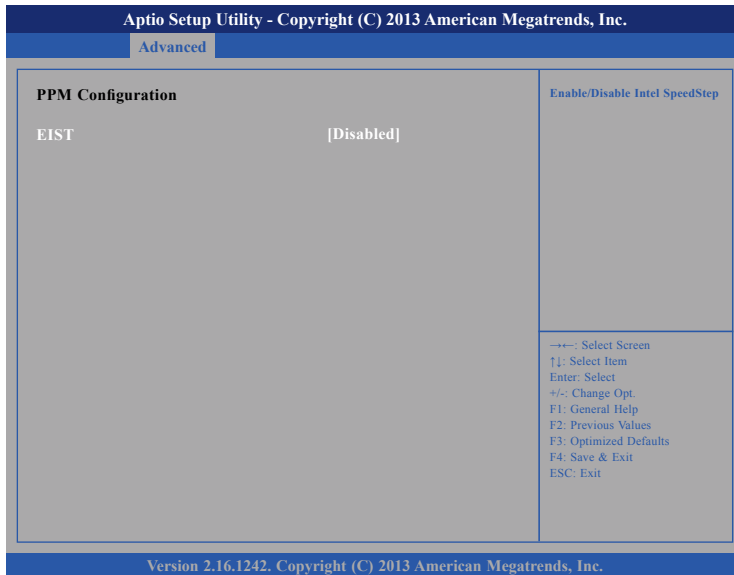 Aptio Setup Utility - Copyright (C) 2013 American Megatrends, Inc.
Advanced
PPM Configuration
EIST [Disabled]
Enable/Disable Intel SpeedStep
→←: Select Screen
↑↓: Select Item
Enter: Select
+/-: Change Opt.
F1: General Help
F2: Previous Values
F3: Optimized Defaults
F4: Save & Exit
ESC: Exit
Version 2.16.1242. Copyright (C) 2013 American Megatrends, Inc.